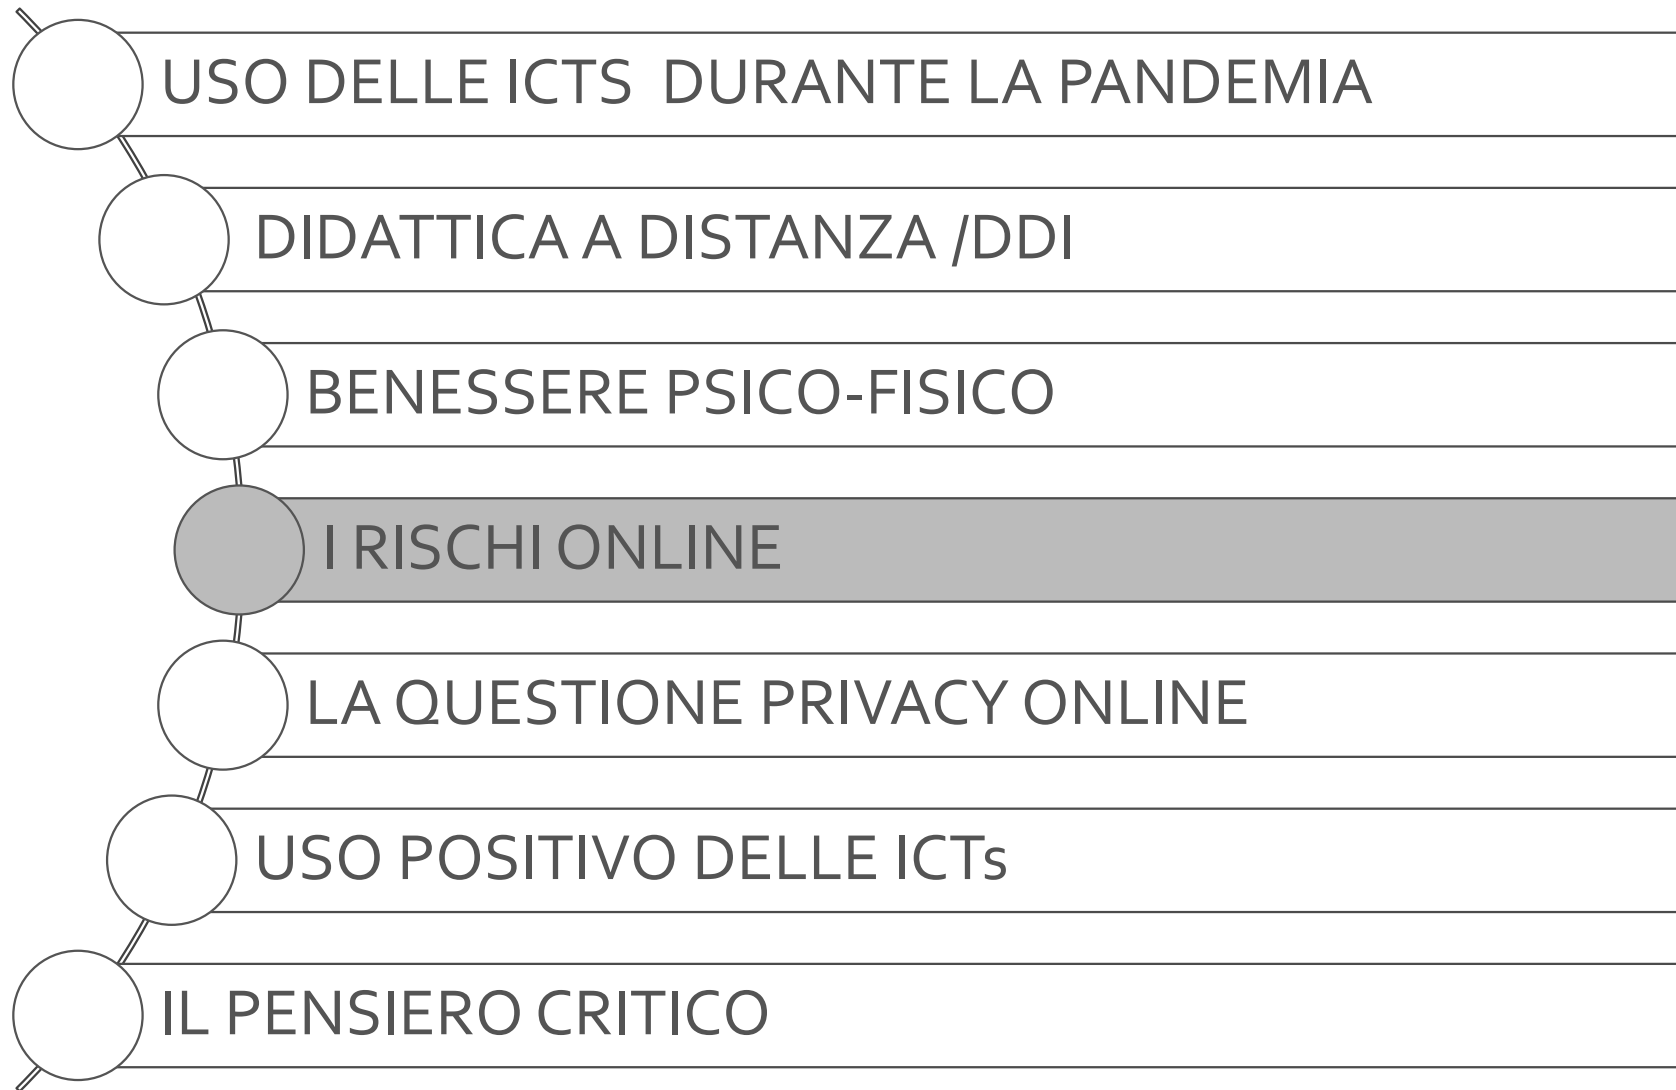 USO DELLE ICTS DURANTE LA PANDEMIA
DIDATTICA A DISTANZA /DDI
BENESSERE PSICO-FISICO
I RISCHI ONLINE
LA QUESTIONE PRIVACY ONLINE
USO POSITIVO DELLE ICTs
IL PENSIERO CRITICO